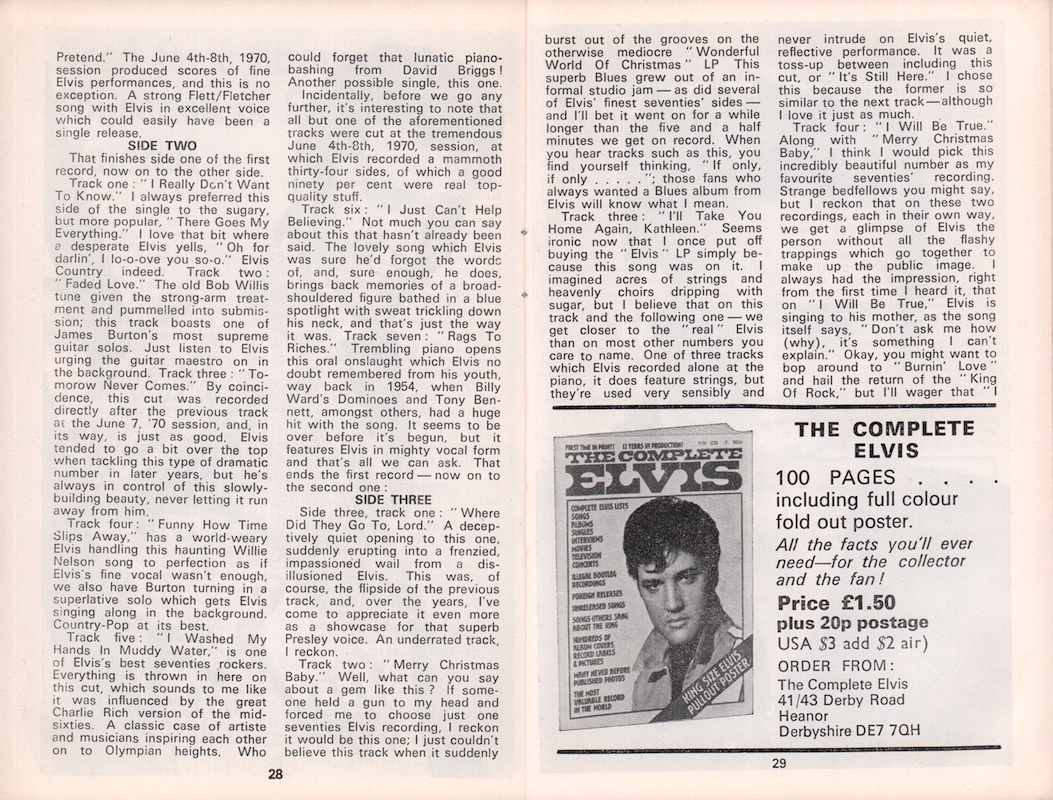 Pretend." The June 4th-8th, 1970,
session produced scores of fine
Elvis performances, and this is no
exception. A strong Flett/Fletcher
song with Elvis in excellent voice
which could easily have been a
single release.
SIDE TWO
That finishes side one of the first
record, now on to the other side.
Track one : "I Really Don't Want
To Know." I always preferred this
side of the single to the sugary,
but more popular, "There Goes My
Everything." I love that bit where
a desperate Elvis yells, "Oh for
darlin', I lo-o-ove you so-o." Elvis
Country indeed. Track two :
"Faded Love." The old Bob Willis
tune given the strong-arm treat-
ment and pummelled into submis-
sion; this track boasts one of
James Burton's most supreme
guitar solos. Just listen to Elvis
urging the guitar maestro on in
the background. Track three : "To-
morow Never Comes." By coinci-
dence, this cut was recorded
directly after the previous track
at the June 7, '70 session, and, in
its way, is just as good. Elvis
tended to go a bit over the top
when tackling this type of dramatic
number in later years, but he's
always in control of this slowly-
building beauty, never letting it run
away from him.
Track four : "Funny How Time
Slips Away," has a world-weary
Elvis handling this haunting Willie
Nelson song to perfection as if
Elvis's fine vocal wasn't enough,
we also have Burton turning in a
superlative solo which gets Elvis
singing along in the background.
Country-Pop at its best.
Track five : "I Washed My
Hands In Muddy Water," is one
of Elvis's best seventies rockers.
Everything is thrown in here on
this cut, which sounds to me like
it was influenced by the great
Charlie Rich version of the mid-
sixties. A classic case of artiste
and musicians inspiring each other
on to Olympian heights. Who
could forget that lunatic piano-
bashing from David Briggs!
Another possible single, this one.
Incidentally, before we go any
further, it's interesting to note that
all but one of the aforementioned
tracks were cut at the tremendous
June 4th-8th, 1970, session, at
which Elvis recorded a mammoth
thirty-four sides, of which a good
ninety per cent were real top-
quality stuff.
Track six : "I Just Can't Help
Believing." Not much you can say
about this that hasn't already been
said. The lovely song which Elvis
was sure he'd forgot the words
of, and, sure enough, he does,
brings back memories of a broad-
shouldered figure bathed in a blue
spotlight with sweat trickling down
his neck, and that's just the way
it was. Track seven : "Rags To
Riches." Trembling piano opens
this oral onslaught which Elvis no
doubt remembered from his youth,
way back in 1954, when Billy
Ward's Dominoes and Tony Ben-
nett, amongst others, had a huge
hit with the song. It seems to be
over before it's begun, but it
features Elvis in mighty vocal form
and that's all we can ask. That
ends the first record — now on to
the second one :
SIDE THREE
Side three, track one : "Where
Did They Go To, Lord." A decep-
tively quiet opening to this one,
suddenly erupting into a frenzied,
impassioned wail from a dis-
illusioned Elvis. This was, of
course, the flipside of the previous
track, and, over the years, I've
come to appreciate it even more
as a showcase for that superb
Presley voice. An underrated track,
I reckon.
Track two : "Merry Christmas
Baby." Well, what can you say
about a gem like this? If some-
one held a gun to my head and
forced me to choose just one
seventies Elvis recording, I reckon
it would be this one; I just couldn't
believe this track when it suddenly
28
burst out of the grooves on the
otherwise mediocre "Wonderful
World Of Christmas" LP This
superb Blues grew out of an in-
formal studio jam — as did several
of Elvis' finest seventies' sides —
and I'll bet it went on for a while
longer than the five and a half
minutes we get on record. When
you hear tracks such as this, you
find yourself thinking, "If only,
if only . . . . ."; those fans who
always wanted a Blues album from
Elvis will know what I mean.
Track three : "I'll Take You
Home Again, Kathleen." Seems
ironic now that I once put off
buying the "Elvis" LP simply be-
cause this song was on it. I
imagined acres of strings and
heavenly choirs dripping with
sugar, but I believe that on this
track and the following one — we
get closer to the "real" Elvis
than on most other numbers you
care to name. One of three tracks
which Elvis recorded alone at the
piano, it does feature strings, but
they're used very sensibly and
never intrude on Elvis's quiet,
reflective performance. It was a
toss-up between including this
cut, or "It's Still Here." I chose
this because the former is so
similar to the next track — although
I love it just as much.
Track four : "I Will Be True."
Along with "Merry Christmas
Baby," I think I would pick this
incredibly beautiful number as my
favourite seventies' recording.
Strange bedfellows you might say,
but I reckon that on these two
recordings, each in their own way,
we get a glimpse of Elvis the
person without all the flashy
trappings which go together to
make up the public image. I
always had the impression, right
from the first time I heard it, that
on "I Will Be True," Elvis is
singing to his mother, as the song
itself says, "Don't ask me how
(why), it's something I can't
explain." Okay, you might want to
bop around to "Burnin' Love"
and hail the return of the "King
Of Rock," but I'll wager that "I
FIRST TIME IN PRINT! 12 YEARS IN PRODUCTION!
THE COMPLETE
ELVIS
COMPLETE ELVIS LISTS
SONGS
ALBUMS
SINGLES
INTERVIEWS
MOVIES
TELEVISION
CONCERTS
ILLEGAL BOOTLEG
RECORDINGS
FOREIGN RELEASES
UNRELEASED SONGS
SONGS OTHERS SANG
ABOUT THE KING
HUNDREDS OF
ALBUM COVERS
RECORD LABELS
& PICTURES
MANY NEVER BEFORE
PUBLISHED PHOTOS
THE MOST
VALUABLE RECORD
IN THE WORLD
KING SIZE ELVIS
PULLOUT POSTER
THE COMPLETE
ELVIS
100 PAGES . . . .
including full colour
fold out poster.
All the facts you'll ever
need—for the collector
and the fan!
Price £1.50
plus 20p postage
USA $3 add $2 air)
ORDER FROM:
The Complete Elvis
41/43 Derby Road
Heanor
Derbyshire DE7 7QH
29